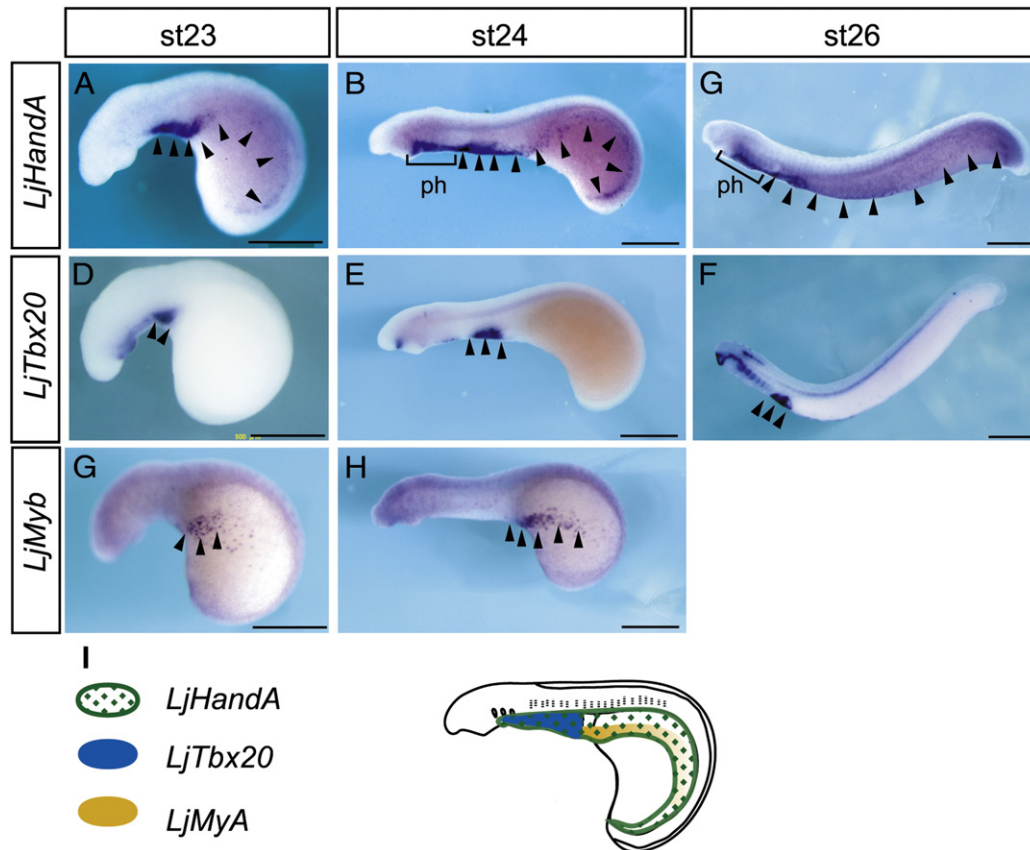 st23
st24
st26
LjHandA
A
B
ph
G
ph
LjTbx20
D
E
F
LjMyb
G
H
I
LjHandA
LjTbx20
LjMyA